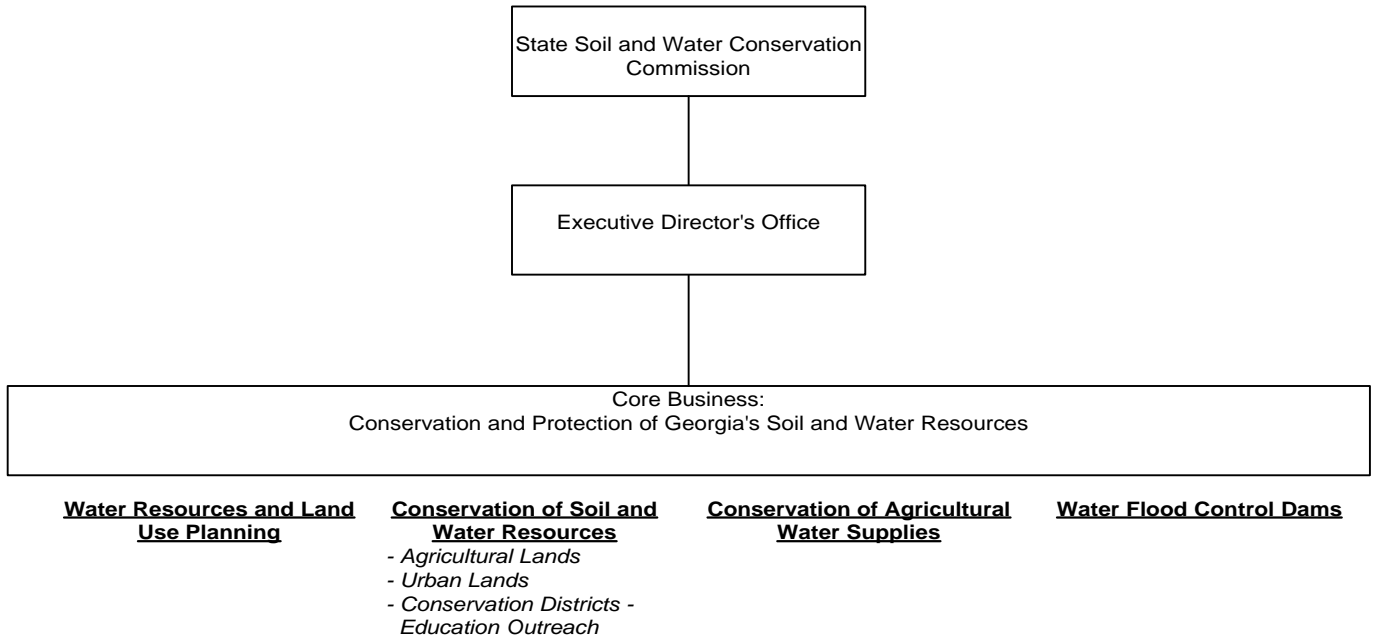 State Soil and Water Conservation
Commission
Executive Director's Office
Core Business:
Conservation and Protection of Georgia's Soil and Water Resources
Water Resources and Land
Use Planning
Conservation of Soil and
Water Resources
- Agricultural Lands
- Urban Lands
- Conservation Districts -
Education Outreach
Conservation of Agricultural
Water Supplies
Water Flood Control Dams